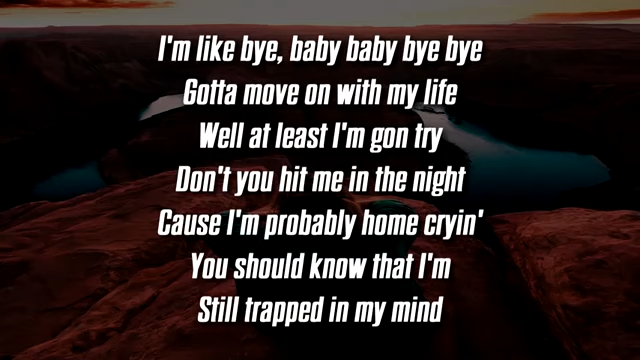 I'm like bye, baby baby bye bye
Gotta move on with my life
Well at least I'm gon try
Don't you hit me in the night
Cause I'm probably home cryin'
You should know that I'm
Still trapped in my mind